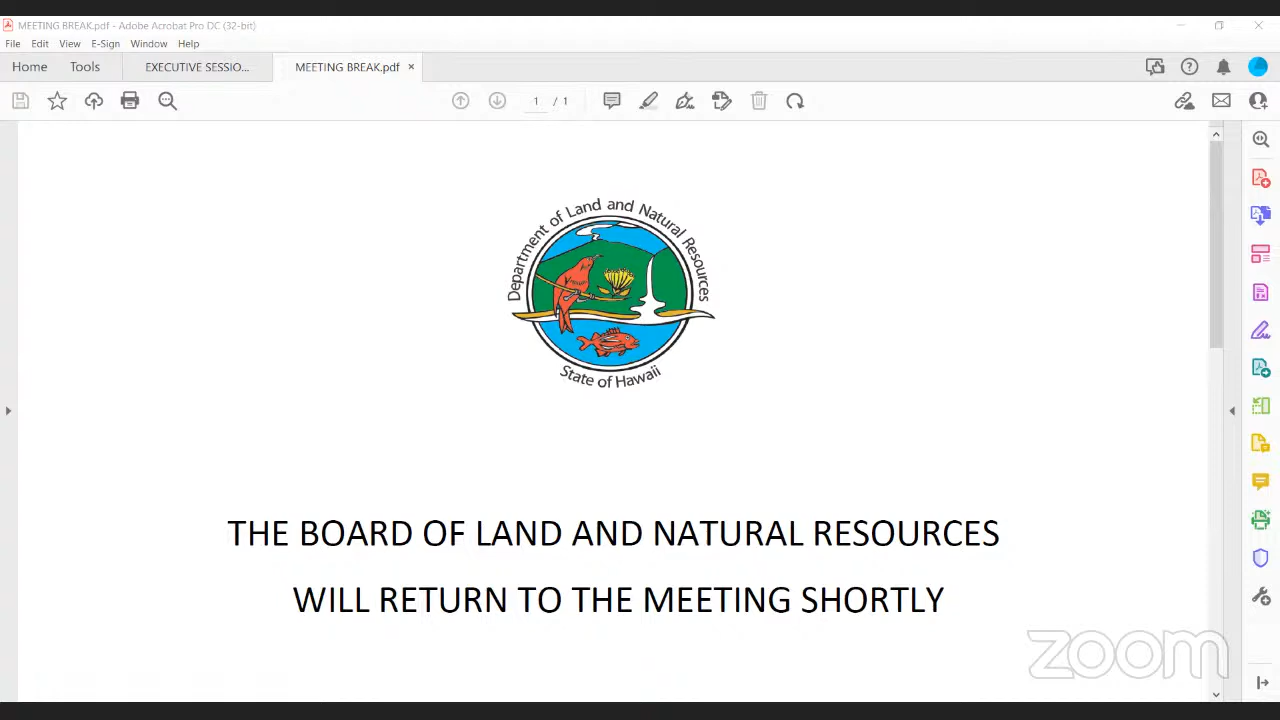 MEETING BREAK.pdf - Adobe Acrobat Pro DC (32-bit)
File Edit View E-Sign Window Help
Home Tools EXECUTIVE SESSIO... MEETING BREAK.pdf ×
1 / 1
Department of Land and Natural Resources
State of Hawaii
THE BOARD OF LAND AND NATURAL RESOURCES
WILL RETURN TO THE MEETING SHORTLY
zoom